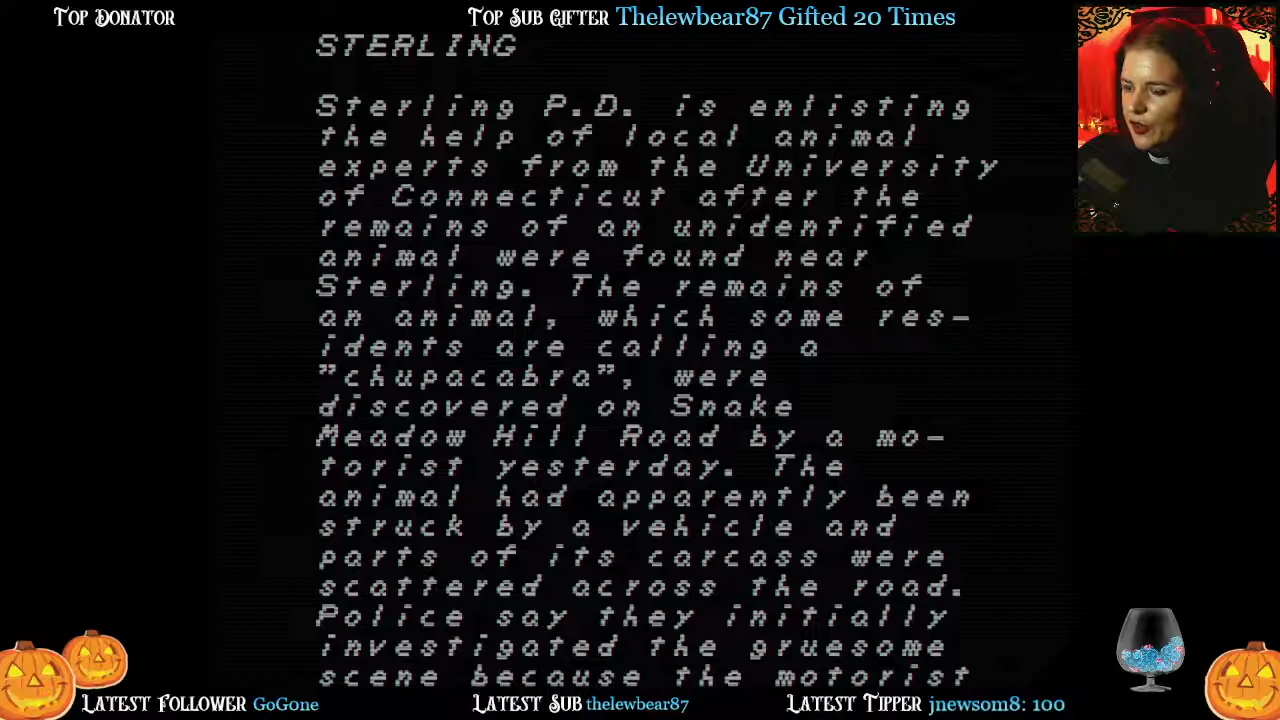 Top Donator
Top Sub Gifter Thelewbear87 Gifted 20 Times
STERLING
Sterling P.D. is enlisting
the help of local animal
experts from the University
of Connecticut after the
remains of an unidentified
animal were found near
Sterling. The remains of
an animal, which some res-
idents are calling a
"chupacabra", were
discovered on Snake
Meadow Hill Road by a mo-
torist yesterday. The
animal had apparently been
struck by a vehicle and
parts of its carcass were
scattered across the road.
Police say they initially
investigated the gruesome
scene because the motorist
Latest Follower GoGone
Latest Sub thelewbear87
Latest Tipper jnewsom8: 100